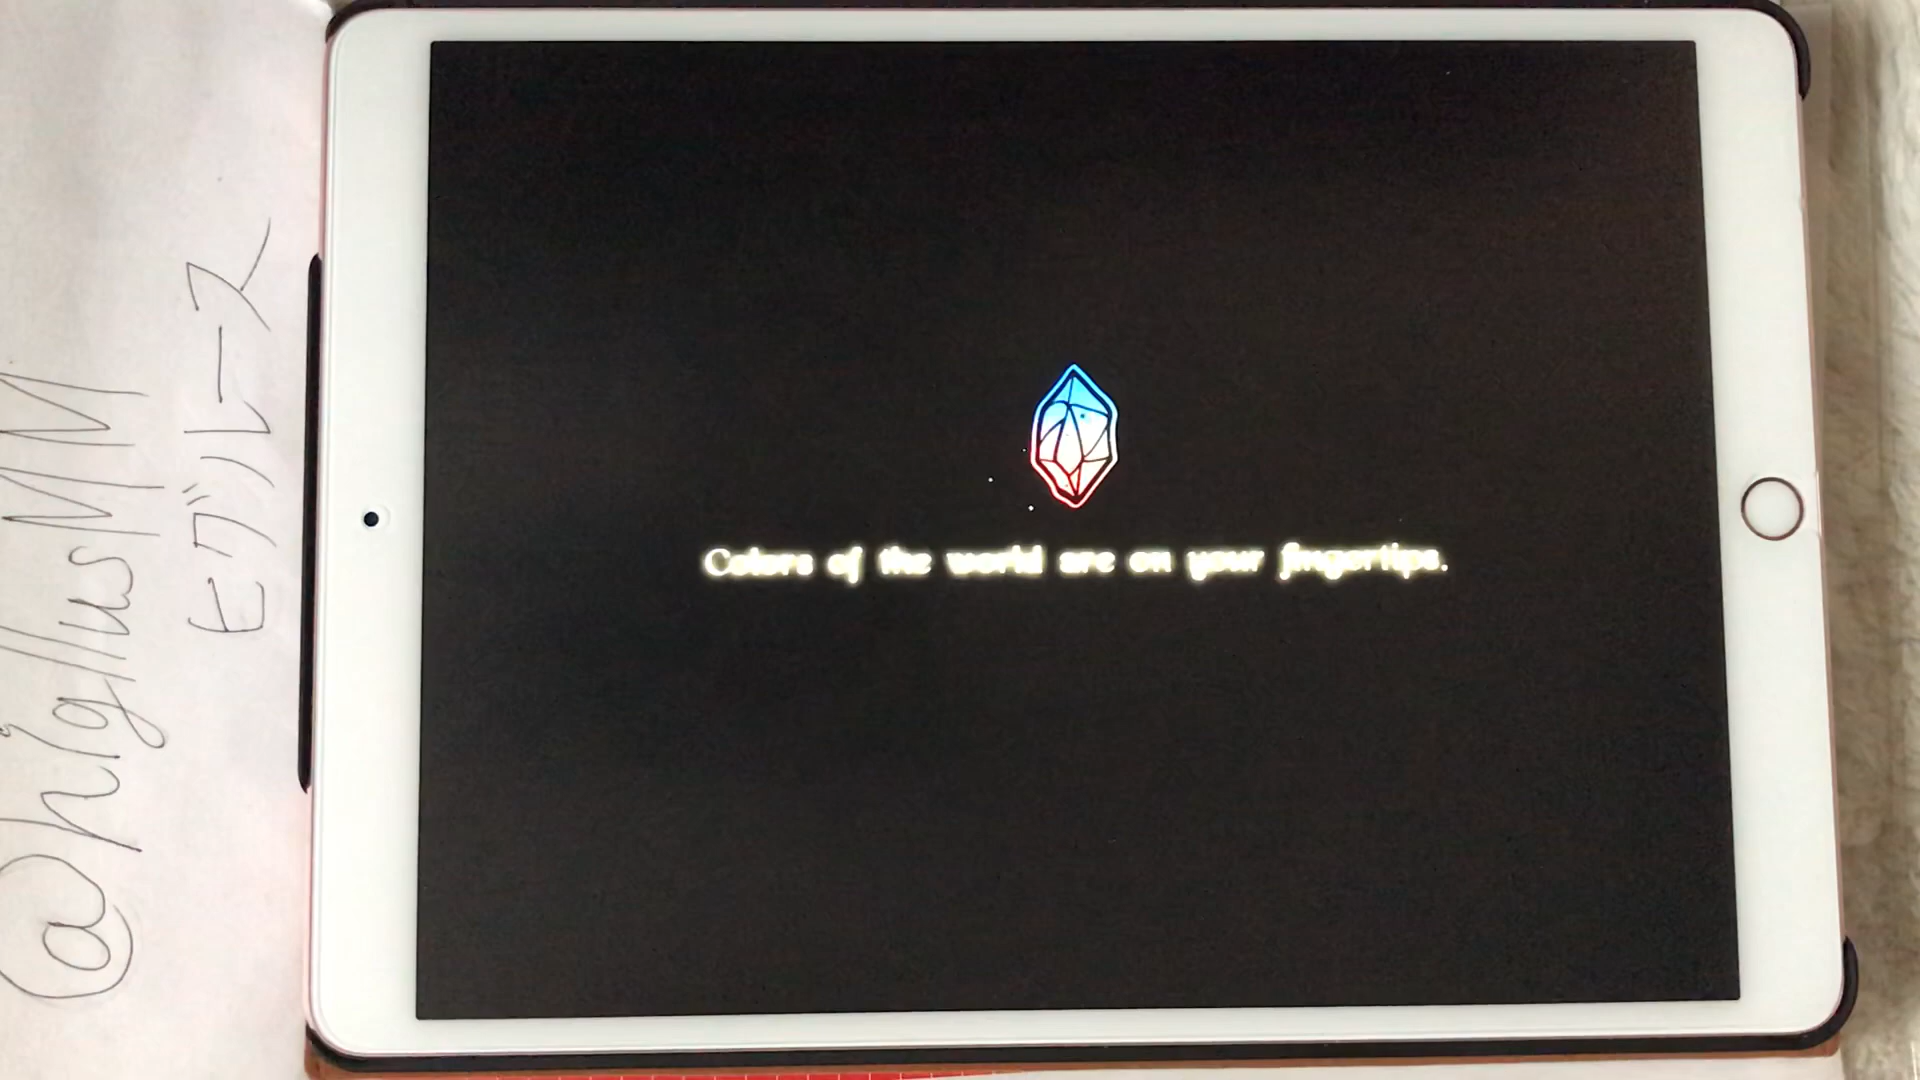 @higllusMM
ヒグルース
Colors of the world are on your fingertips.